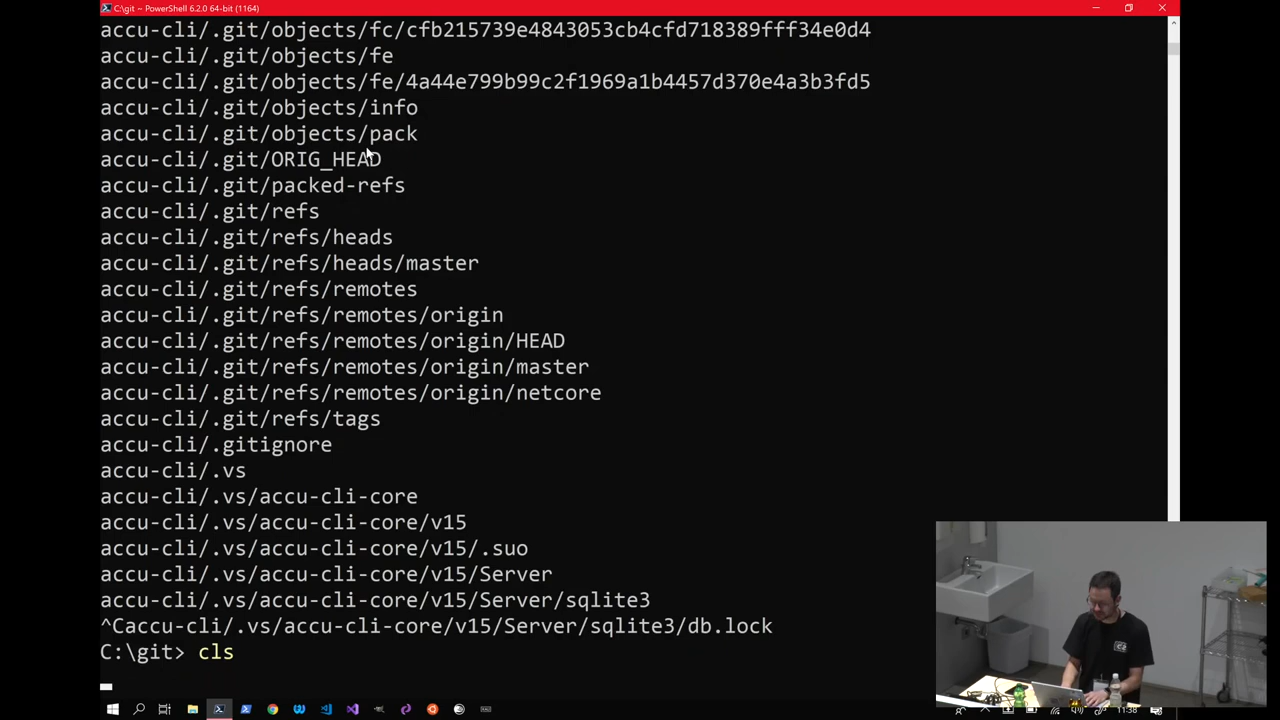 C:\git ~ PowerShell 6.2.0 64-bit (1164)
accu-cli/.git/objects/fc/cfb215739e4843053cb4cfd718389fff34e0d4
accu-cli/.git/objects/fe
accu-cli/.git/objects/fe/4a44e799b99c2f1969a1b4457d370e4a3b3fd5
accu-cli/.git/objects/info
accu-cli/.git/objects/pack
accu-cli/.git/ORIG_HEAD
accu-cli/.git/packed-refs
accu-cli/.git/refs
accu-cli/.git/refs/heads
accu-cli/.git/refs/heads/master
accu-cli/.git/refs/remotes
accu-cli/.git/refs/remotes/origin
accu-cli/.git/refs/remotes/origin/HEAD
accu-cli/.git/refs/remotes/origin/master
accu-cli/.git/refs/remotes/origin/netcore
accu-cli/.git/refs/tags
accu-cli/.gitignore
accu-cli/.vs
accu-cli/.vs/accu-cli-core
accu-cli/.vs/accu-cli-core/v15
accu-cli/.vs/accu-cli-core/v15/.suo
accu-cli/.vs/accu-cli-core/v15/Server
accu-cli/.vs/accu-cli-core/v15/Server/sqlite3
^Caccu-cli/.vs/accu-cli-core/v15/Server/sqlite3/db.lock
C:\git> cls
11:38